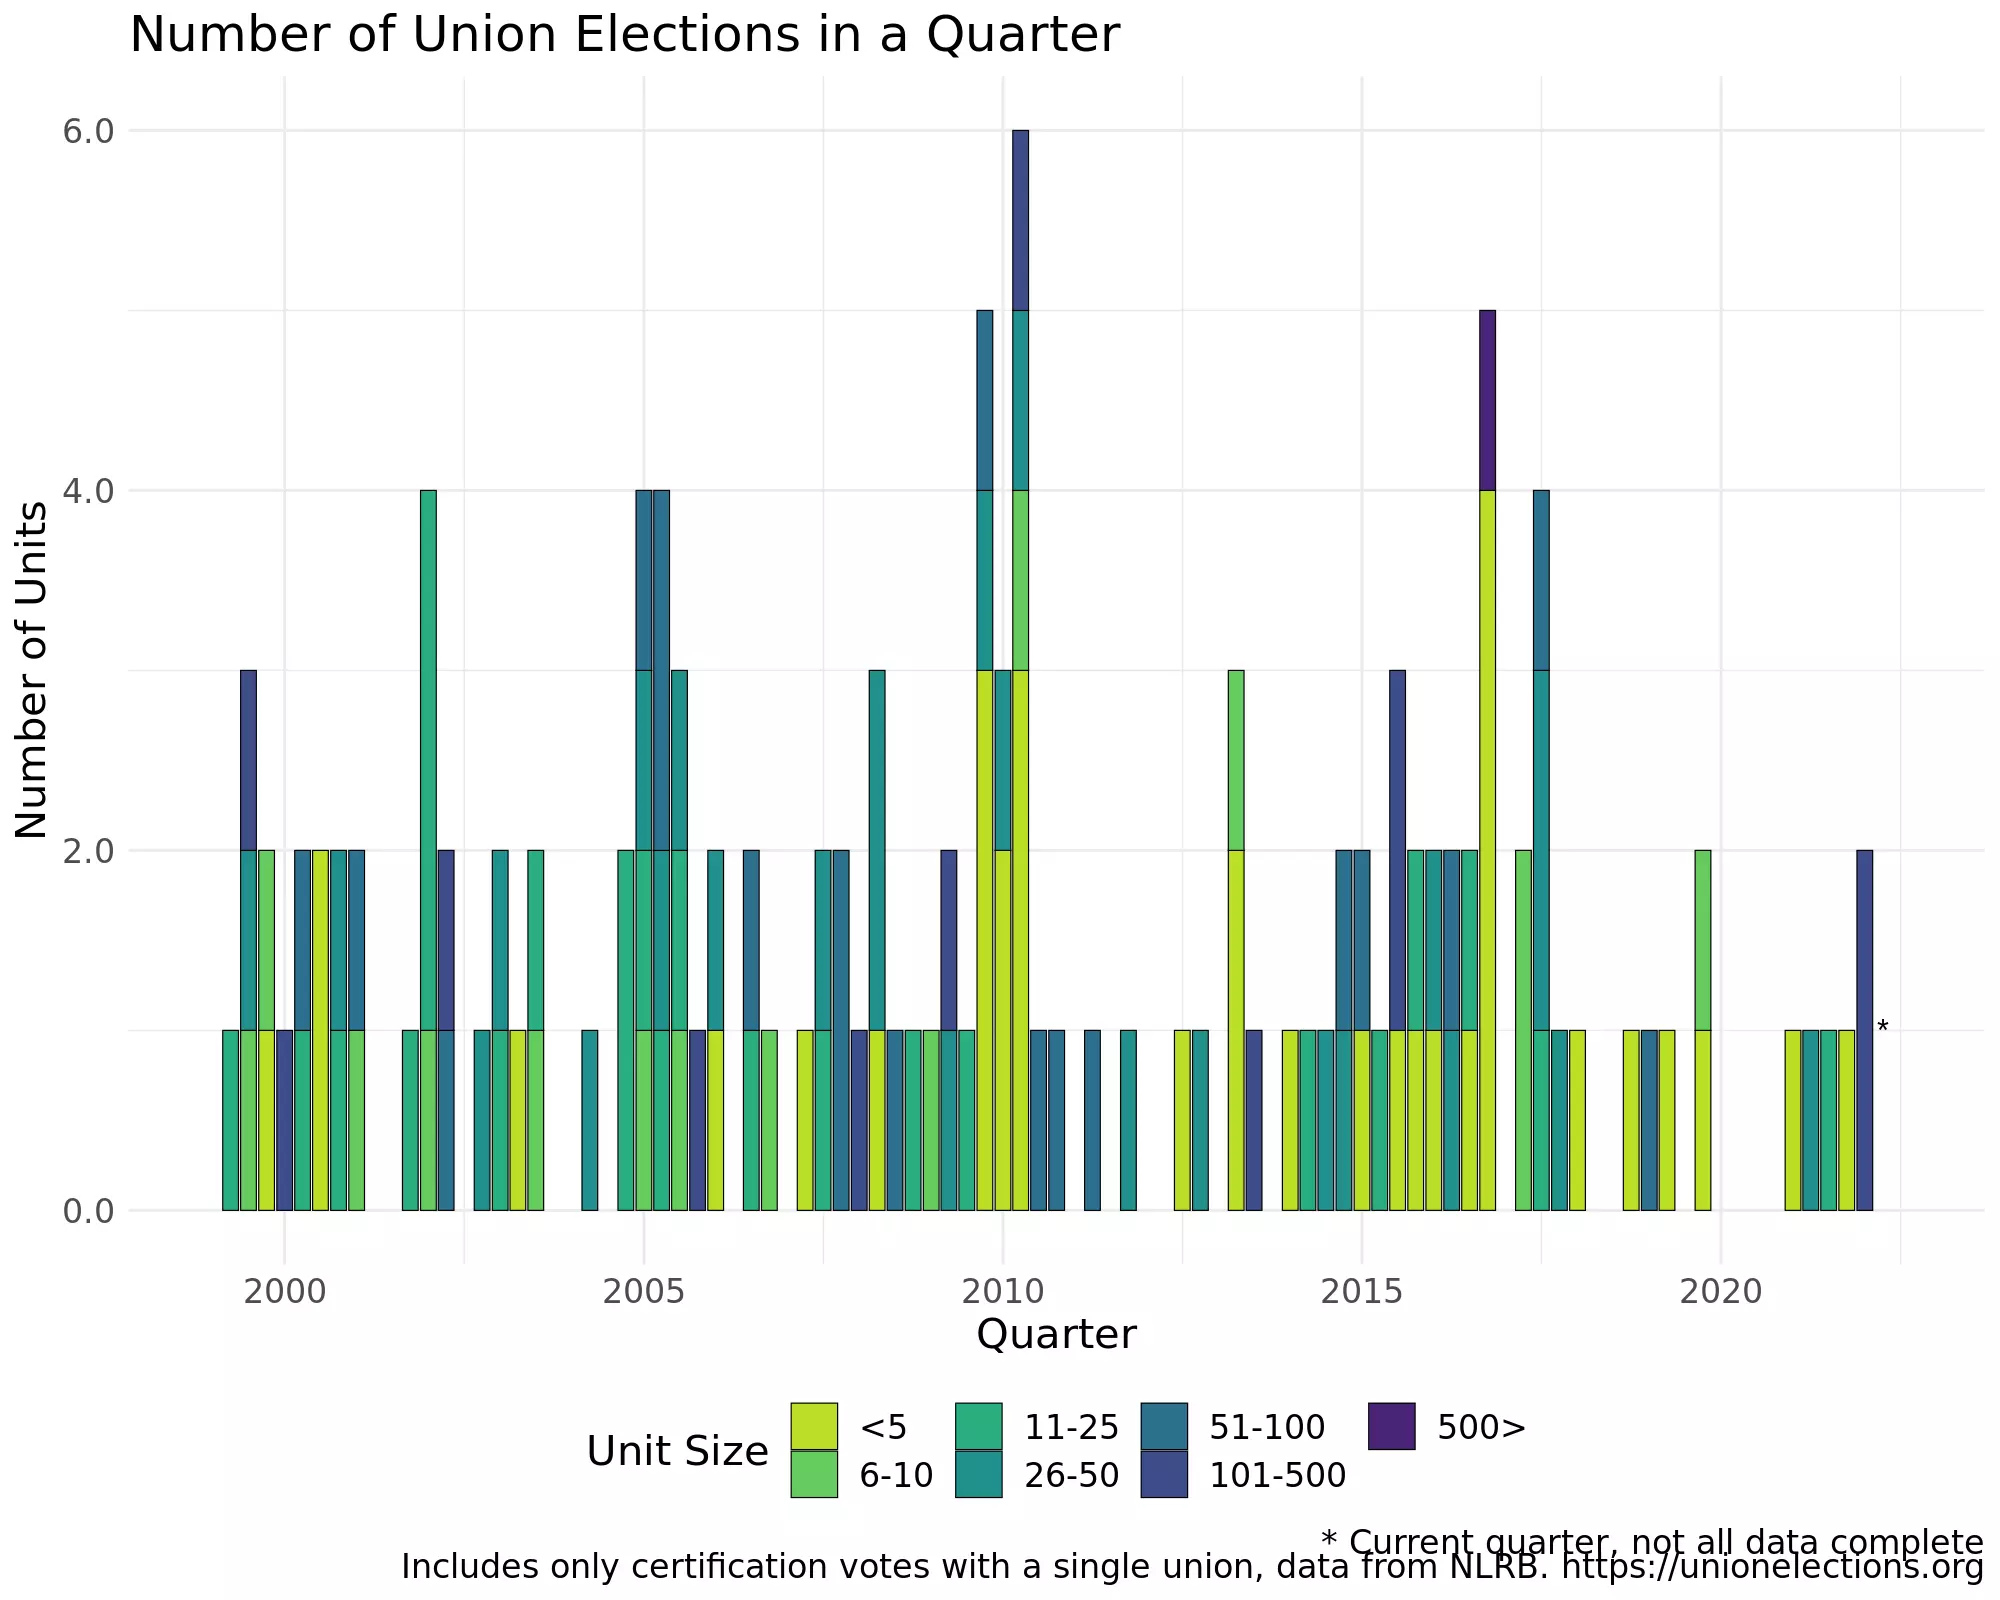 Number of Union Elections in a Quarter
6.0
4.0
2.0
0.0
Number of Units
*
2000 2005 2010 2015 2020
Quarter
Unit Size
<5 11-25 51-100 500>
6-10 26-50 101-500
* Current quarter, not all data complete
Includes only certification votes with a single union, data from NLRB. https://unionelections.org